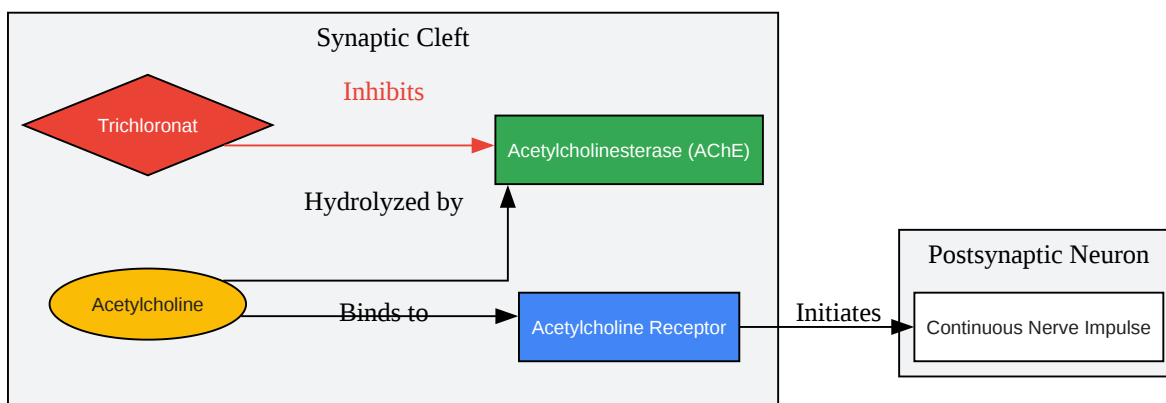 Synaptic Cleft
Inhibits
Trichloronat
Acetylcholinesterase (AChE)
Hydrolyzed by
Postsynaptic Neuron
Acetylcholine
Binds to
Acetylcholine Receptor
Initiates
Continuous Nerve Impulse